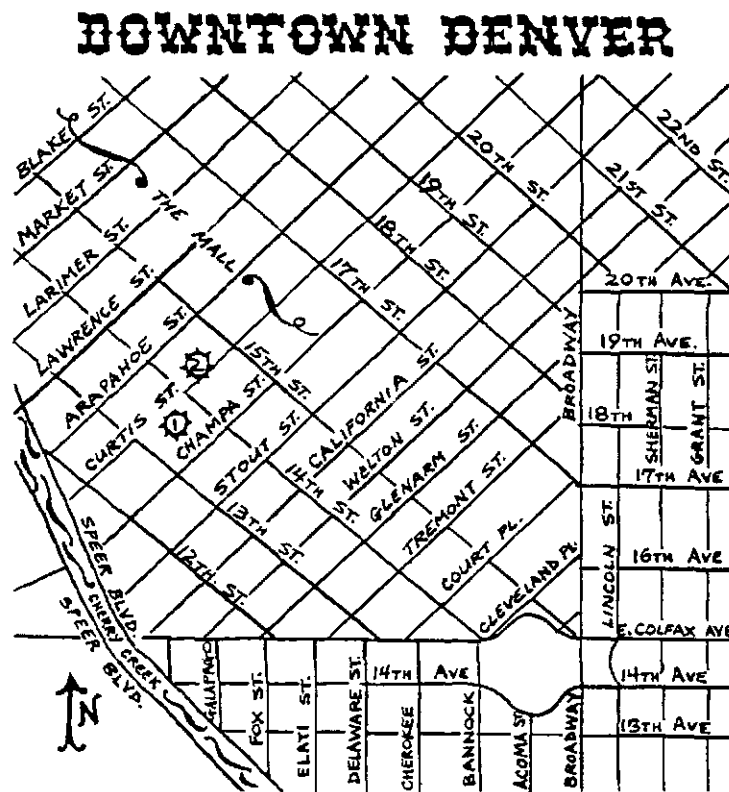 DOWNTOWN DENVER
BLAKE ST.
MARKET ST.
LARIMER ST.
LAWRENCE ST.
ARAPAHOE ST.
CURTIS ST.
CHAMPA ST.
STOUT ST.
CALIFORNIA ST.
WELTON ST.
GLENARM ST.
TREMONT ST.
COURT PL.
CLEVELAND PL.
THE MALL
2
1
12TH ST.
13TH ST.
14TH ST.
15TH ST.
17TH ST.
18TH ST.
19TH ST.
20TH ST.
21ST ST.
22ND ST.
BROADWAY
20TH AVE.
19TH AVE.
18TH
17TH AVE
16TH AVE
E. COLFAX AVE
14TH AVE
13TH AVE
SHERMAN ST.
GRANT ST.
LINCOLN ST.
SPEER BLVD.
CHERRY CREEK
SPEER BLVD.
N
GALAPAGO
FOX ST.
ELATI ST.
DELAWARE ST.
14TH AVE
CHEROKEE
BANNOCK
ACOMA ST.
BROADWAY